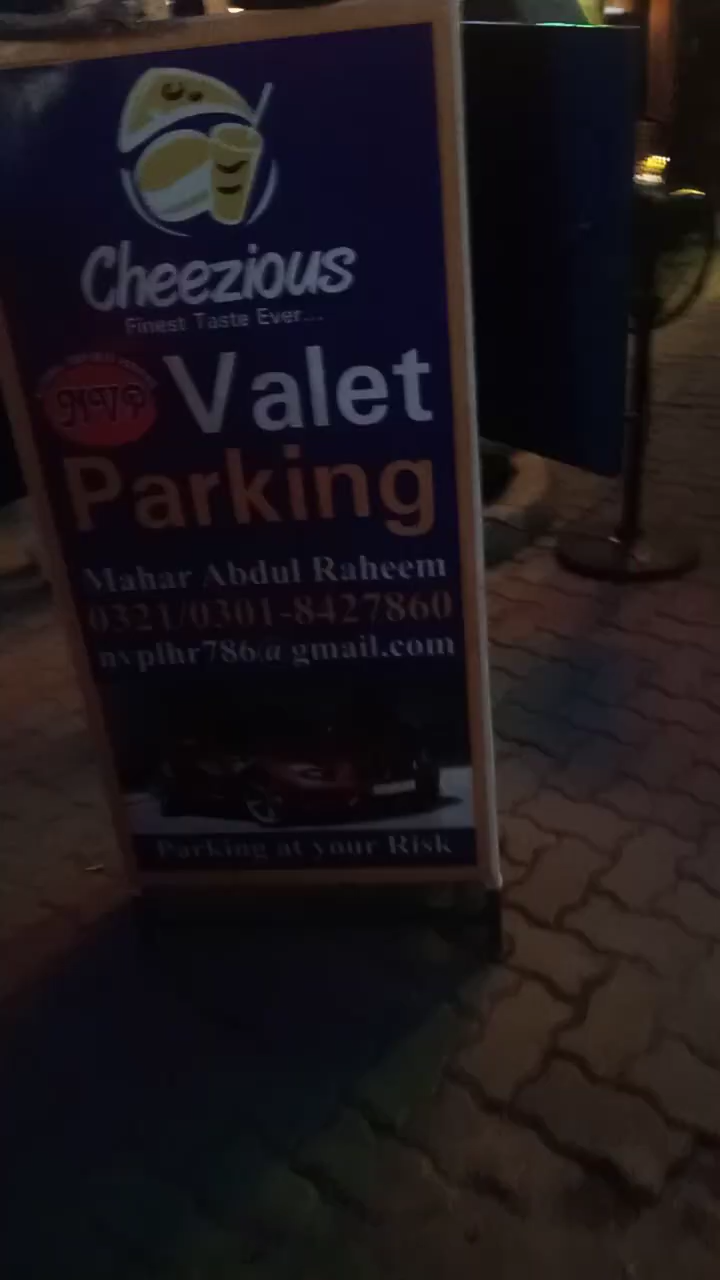 Cheezious
Finest Taste Ever...
Valet
Parking
Mahar Abdul Raheem
0321/0301-8427860
nvplhr786@gmail.com
Parking at your Risk